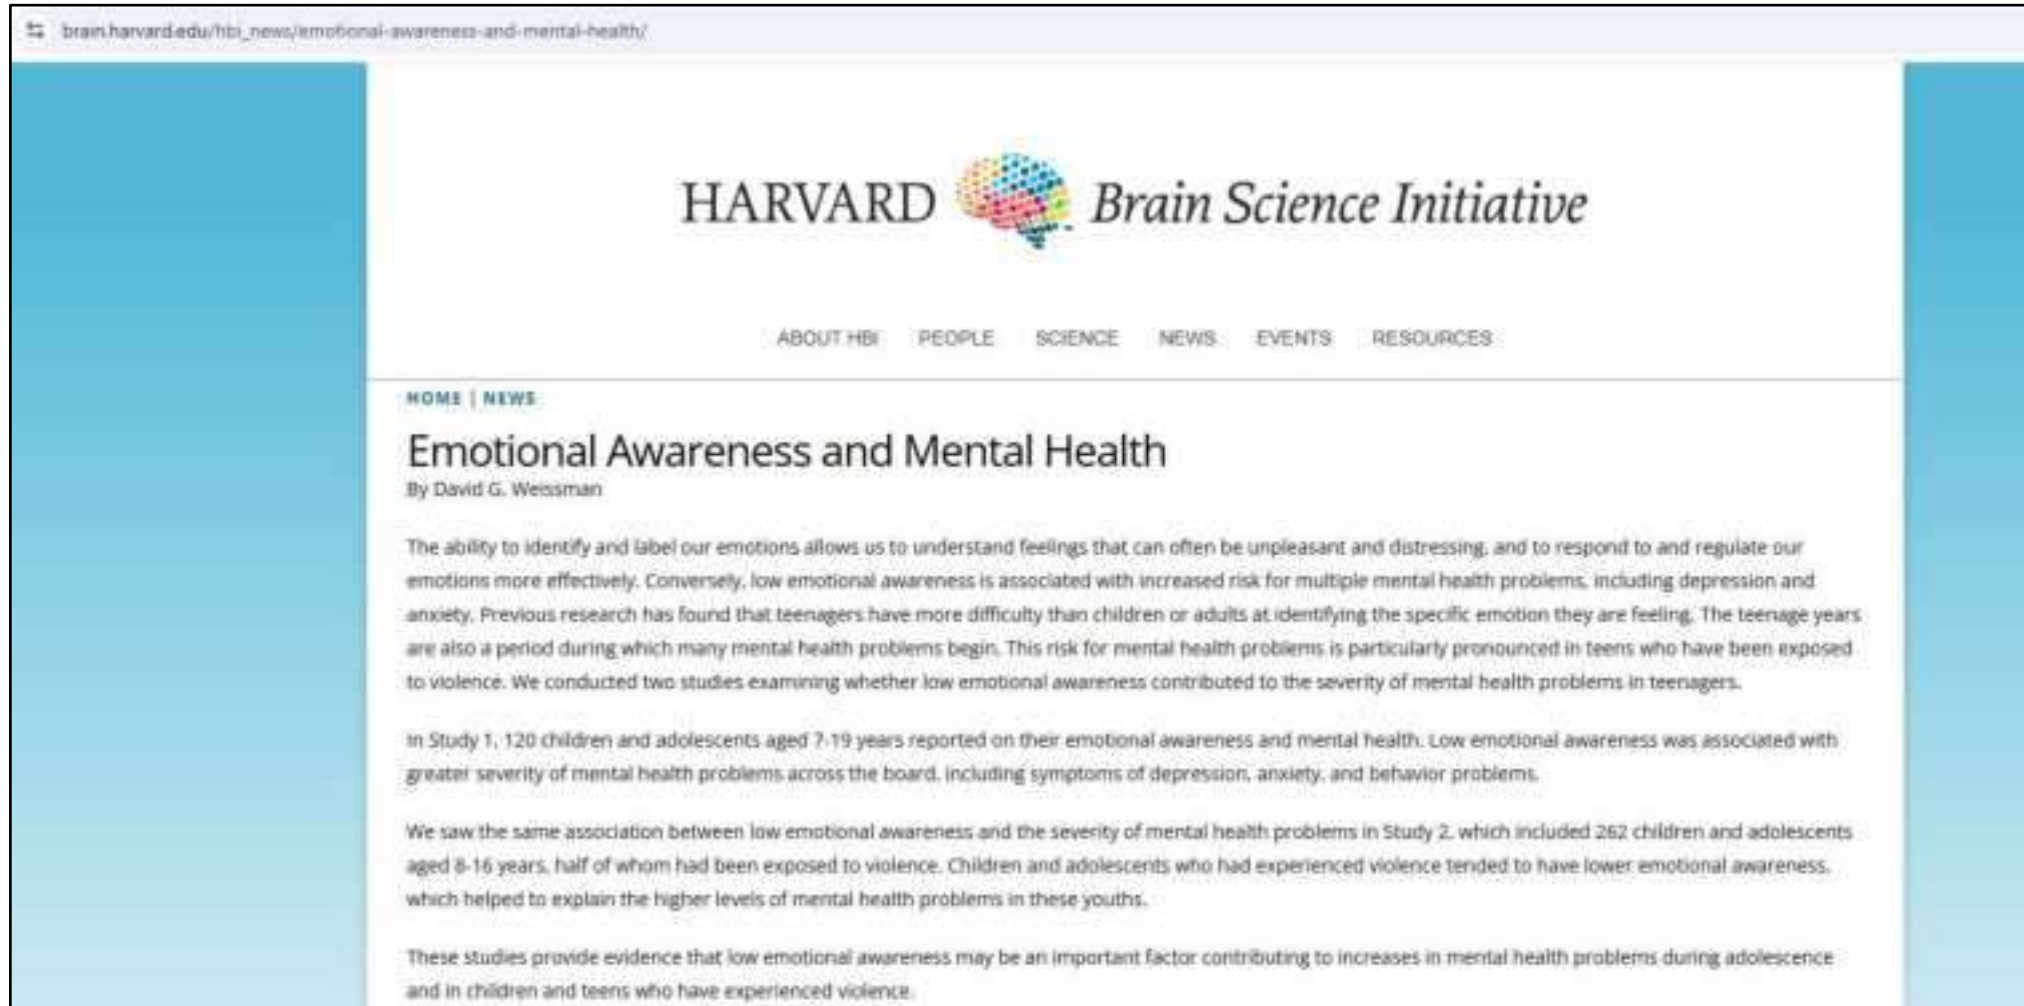 brain.harvard.edu/hbi_news/emotional-awareness-and-mental-health/
HARVARD Brain Science Initiative
ABOUT HBI PEOPLE SCIENCE NEWS EVENTS RESOURCES
HOME | NEWS
Emotional Awareness and Mental Health
By David G. Weissman
The ability to identify and label our emotions allows us to understand feelings that can often be unpleasant and distressing, and to respond to and regulate our
emotions more effectively. Conversely, low emotional awareness is associated with increased risk for multiple mental health problems, including depression and
anxiety. Previous research has found that teenagers have more difficulty than children or adults at identifying the specific emotion they are feeling. The teenage years
are also a period during which many mental health problems begin. This risk for mental health problems is particularly pronounced in teens who have been exposed
to violence. We conducted two studies examining whether low emotional awareness contributed to the severity of mental health problems in teenagers.
In Study 1, 120 children and adolescents aged 7-19 years reported on their emotional awareness and mental health. Low emotional awareness was associated with
greater severity of mental health problems across the board, including symptoms of depression, anxiety, and behavior problems.
We saw the same association between low emotional awareness and the severity of mental health problems in Study 2, which included 262 children and adolescents
aged 8-16 years, half of whom had been exposed to violence. Children and adolescents who had experienced violence tended to have lower emotional awareness,
which helped to explain the higher levels of mental health problems in these youths.
These studies provide evidence that low emotional awareness may be an important factor contributing to increases in mental health problems during adolescence
and in children and teens who have experienced violence.